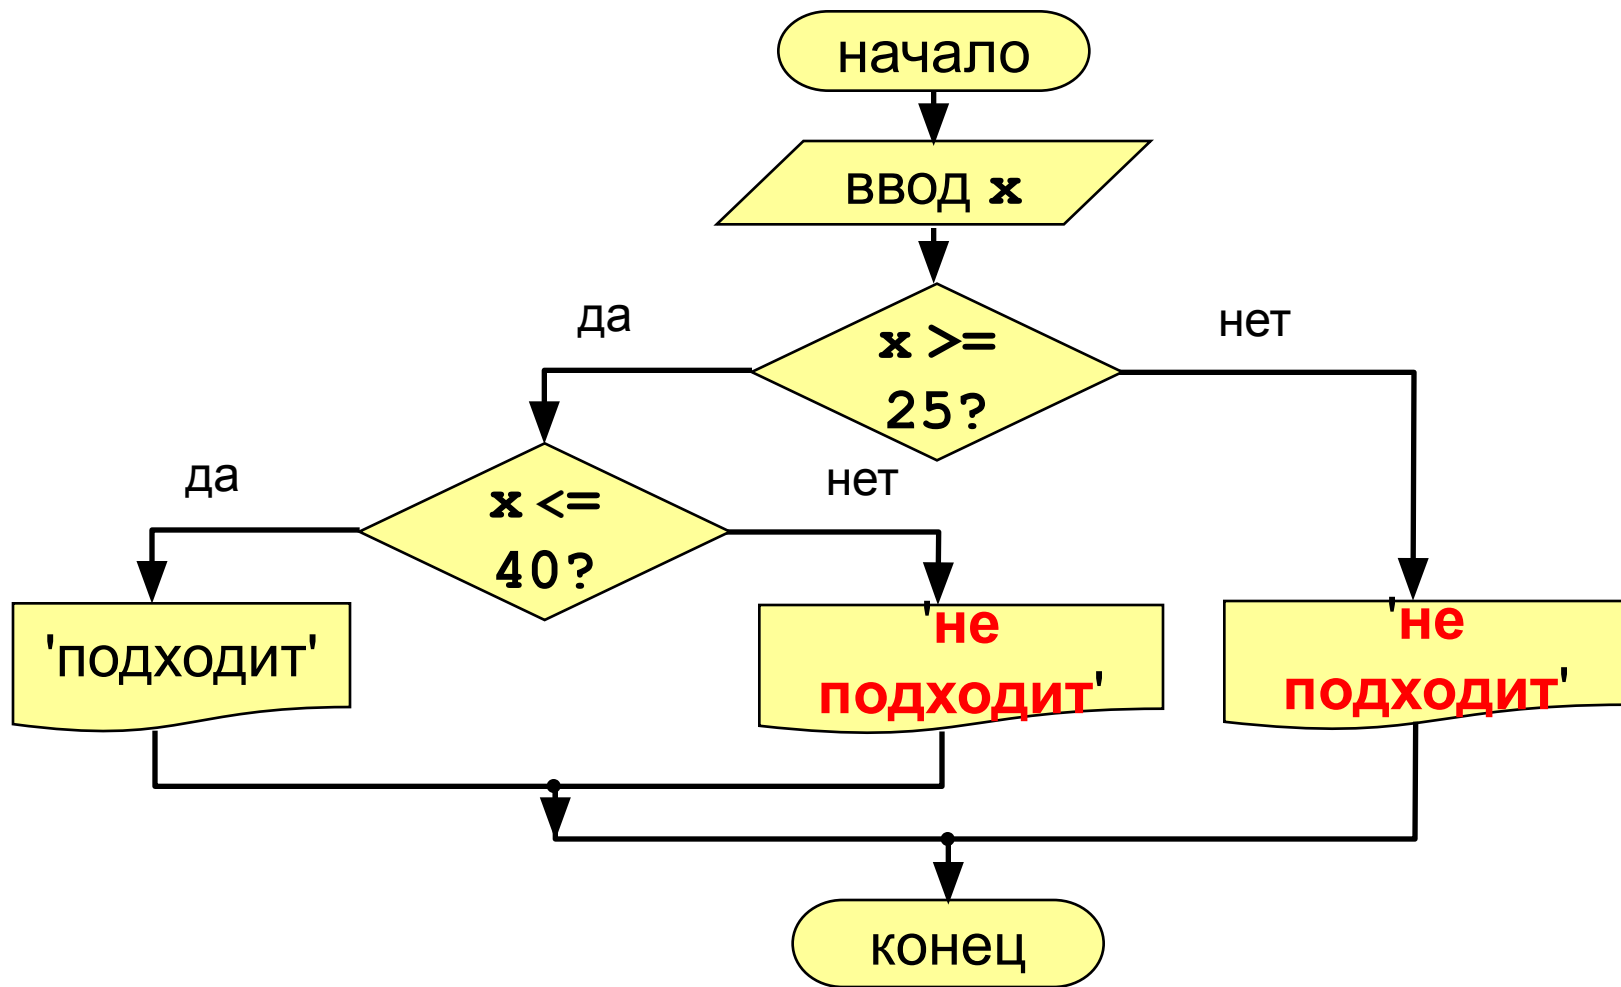 начало
ввод x
да
x >=
25?
нет
да
x <=
40?
нет
'подходит'
'не
подходит'
'не
подходит'
конец